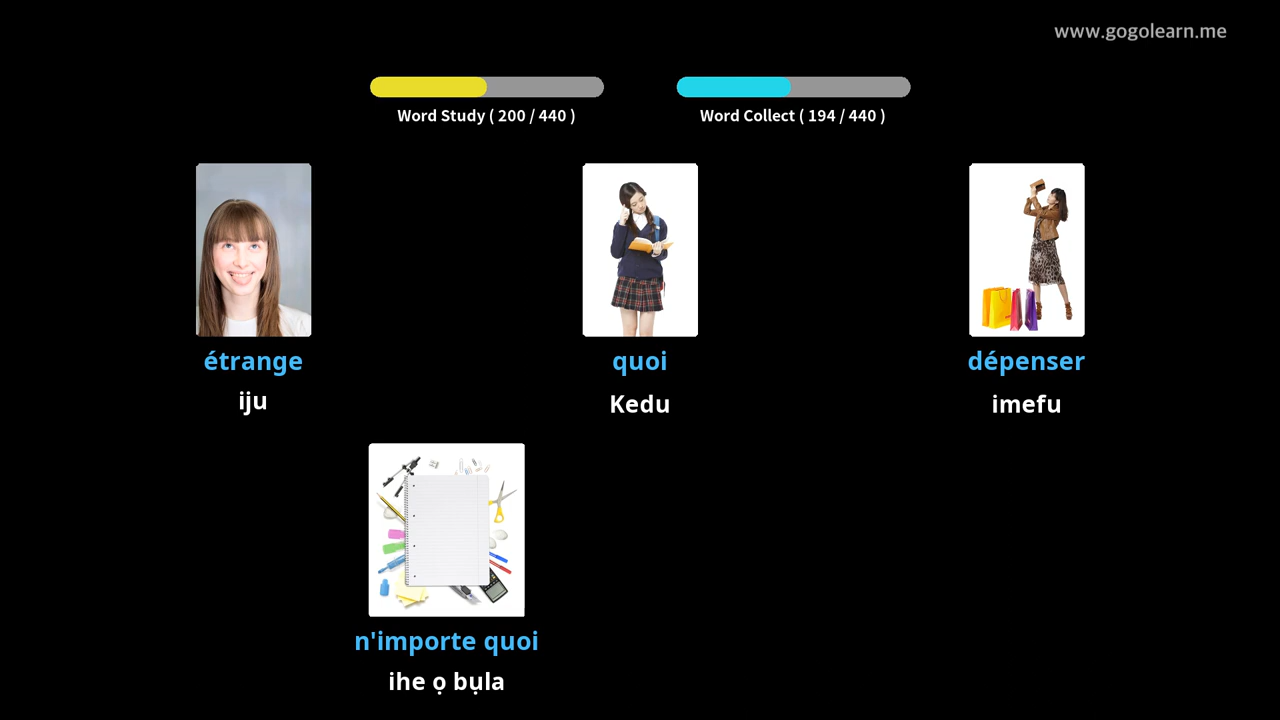 www.gogolearn.me
Word Study ( 200 / 440 )
Word Collect ( 194 / 440 )
étrange
iju
quoi
Kedu
dépenser
imefu
n'importe quoi
ihe ọ bụla